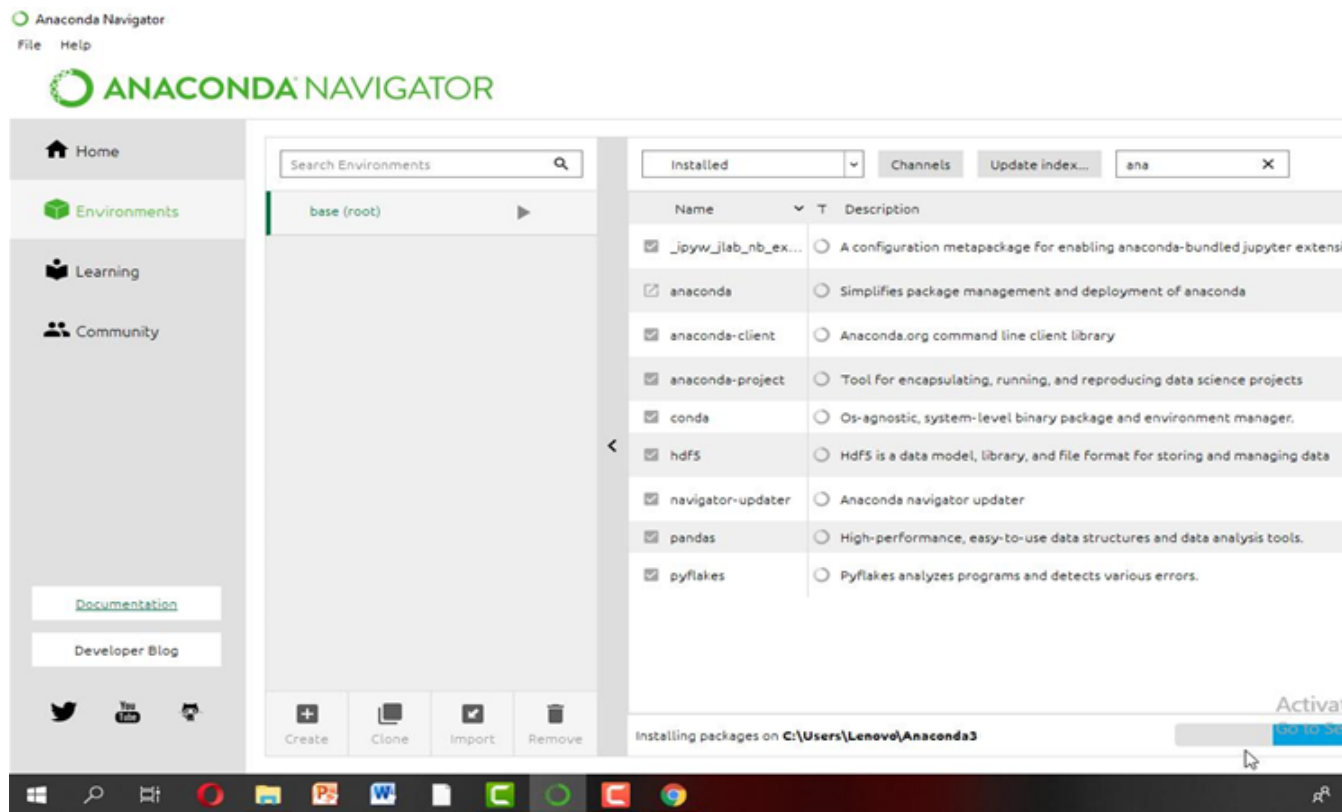 Anaconda Navigator
File Help
ANACONDA NAVIGATOR
Home
Environments
Learning
Community
Documentation
Developer Blog
You
Tube
Search Environments
base (root)
Create Clone Import Remove
Installed Channels Update index... ana
Name T Description
_ipyw_jlab_nb_ex... A configuration metapackage for enabling anaconda-bundled jupyter extensi
anaconda Simplifies package management and deployment of anaconda
anaconda-client Anaconda.org command line client library
anaconda-project Tool for encapsulating, running, and reproducing data science projects
conda Os-agnostic, system-level binary package and environment manager.
hdf5 Hdf5 is a data model, library, and file format for storing and managing data
navigator-updater Anaconda navigator updater
pandas High-performance, easy-to-use data structures and data analysis tools.
pyflakes Pyflakes analyzes programs and detects various errors.
Installing packages on C:\Users\Lenovo\Anaconda3
Activa
Go to Se